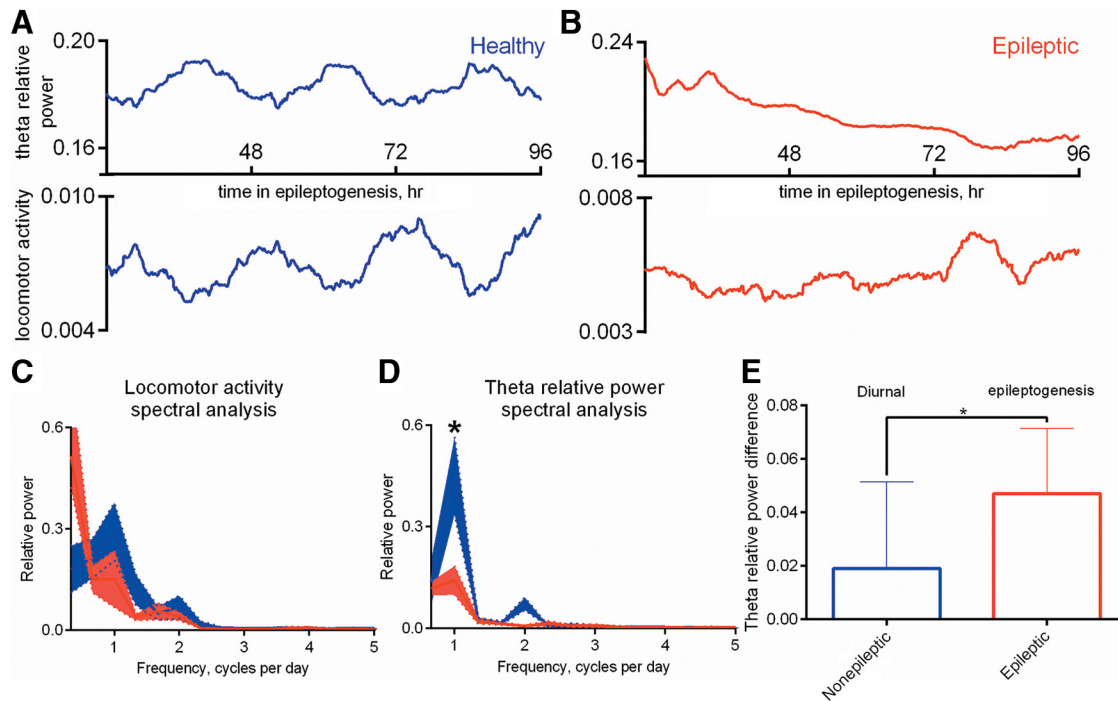 A
Healthy
theta relative
power
0.20
0.16
48
72
96
time in epileptogenesis, hr
locomotor activity
0.010
0.004
B
Epileptic
0.24
0.16
48
72
96
time in epileptogenesis, hr
0.008
0.003
C
Locomotor activity
spectral analysis
Relative power
0.6
0.3
0.0
1
2
3
4
5
Frequency, cycles per day
D
Theta relative power
spectral analysis
*
Relative power
0.6
0.3
0.0
1
2
3
4
5
Frequency, cycles per day
E
Diurnal
epileptogenesis
*
Theta relative power difference
0.08
0.06
0.04
0.02
0.00
Nonepileptic
Epileptic